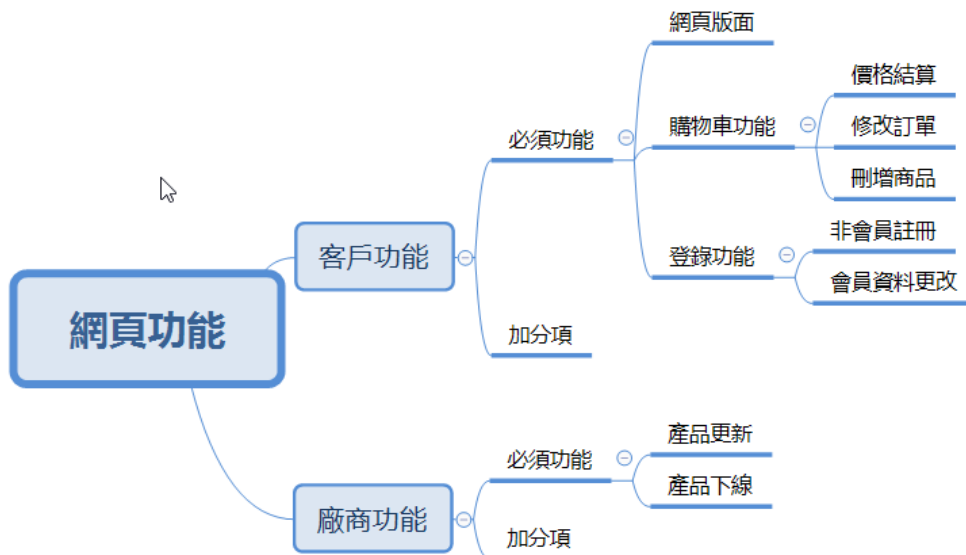 網頁功能
客戶功能
必須功能
網頁版面
購物車功能
價格結算
修改訂單
刪增商品
登錄功能
非會員註冊
會員資料更改
加分項
廠商功能
必須功能
產品更新
產品下線
加分項